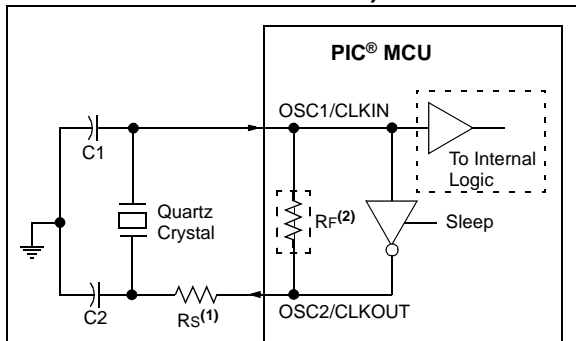 PIC® MCU
OSC1/CLKIN
C1
To Internal
Logic
Quartz
Crystal
RF(2)
Sleep
C2
RS(1)
OSC2/CLKOUT